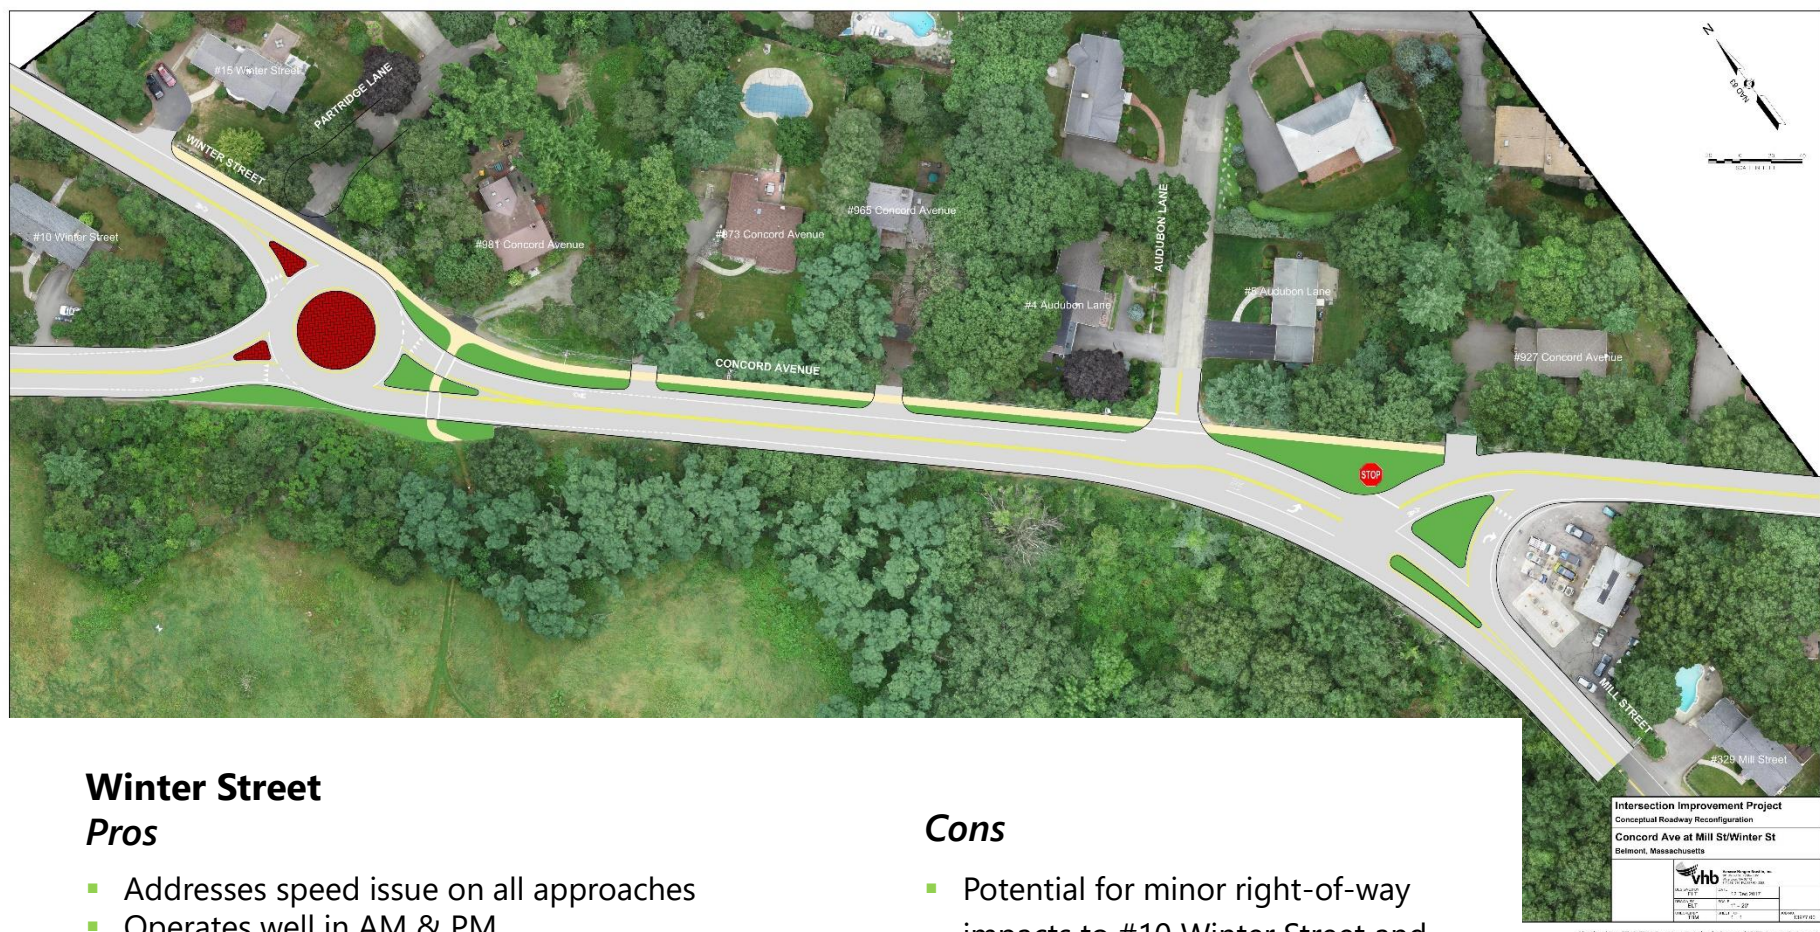 #15 Winter Street
PARTRIDGE LANE
WINTER STREET
#10 Winter Street
#981 Concord Avenue
#973 Concord Avenue
#965 Concord Avenue
CONCORD AVENUE
#4 Audubon Lane
AUDUBON LANE
#8 Audubon Lane
#927 Concord Avenue
N
NAD 83
STOP
MILL STREET
#329 Mill Street
Winter Street
Pros
▪ Addresses speed issue on all approaches
▪ Operates well in AM & PM
Cons
▪ Potential for minor right-of-way
impacts to #10 Winter Street and
Intersection Improvement Project
Conceptual Roadway Reconfiguration
Concord Ave at Mill St/Winter St
Belmont, Massachusetts
vhb